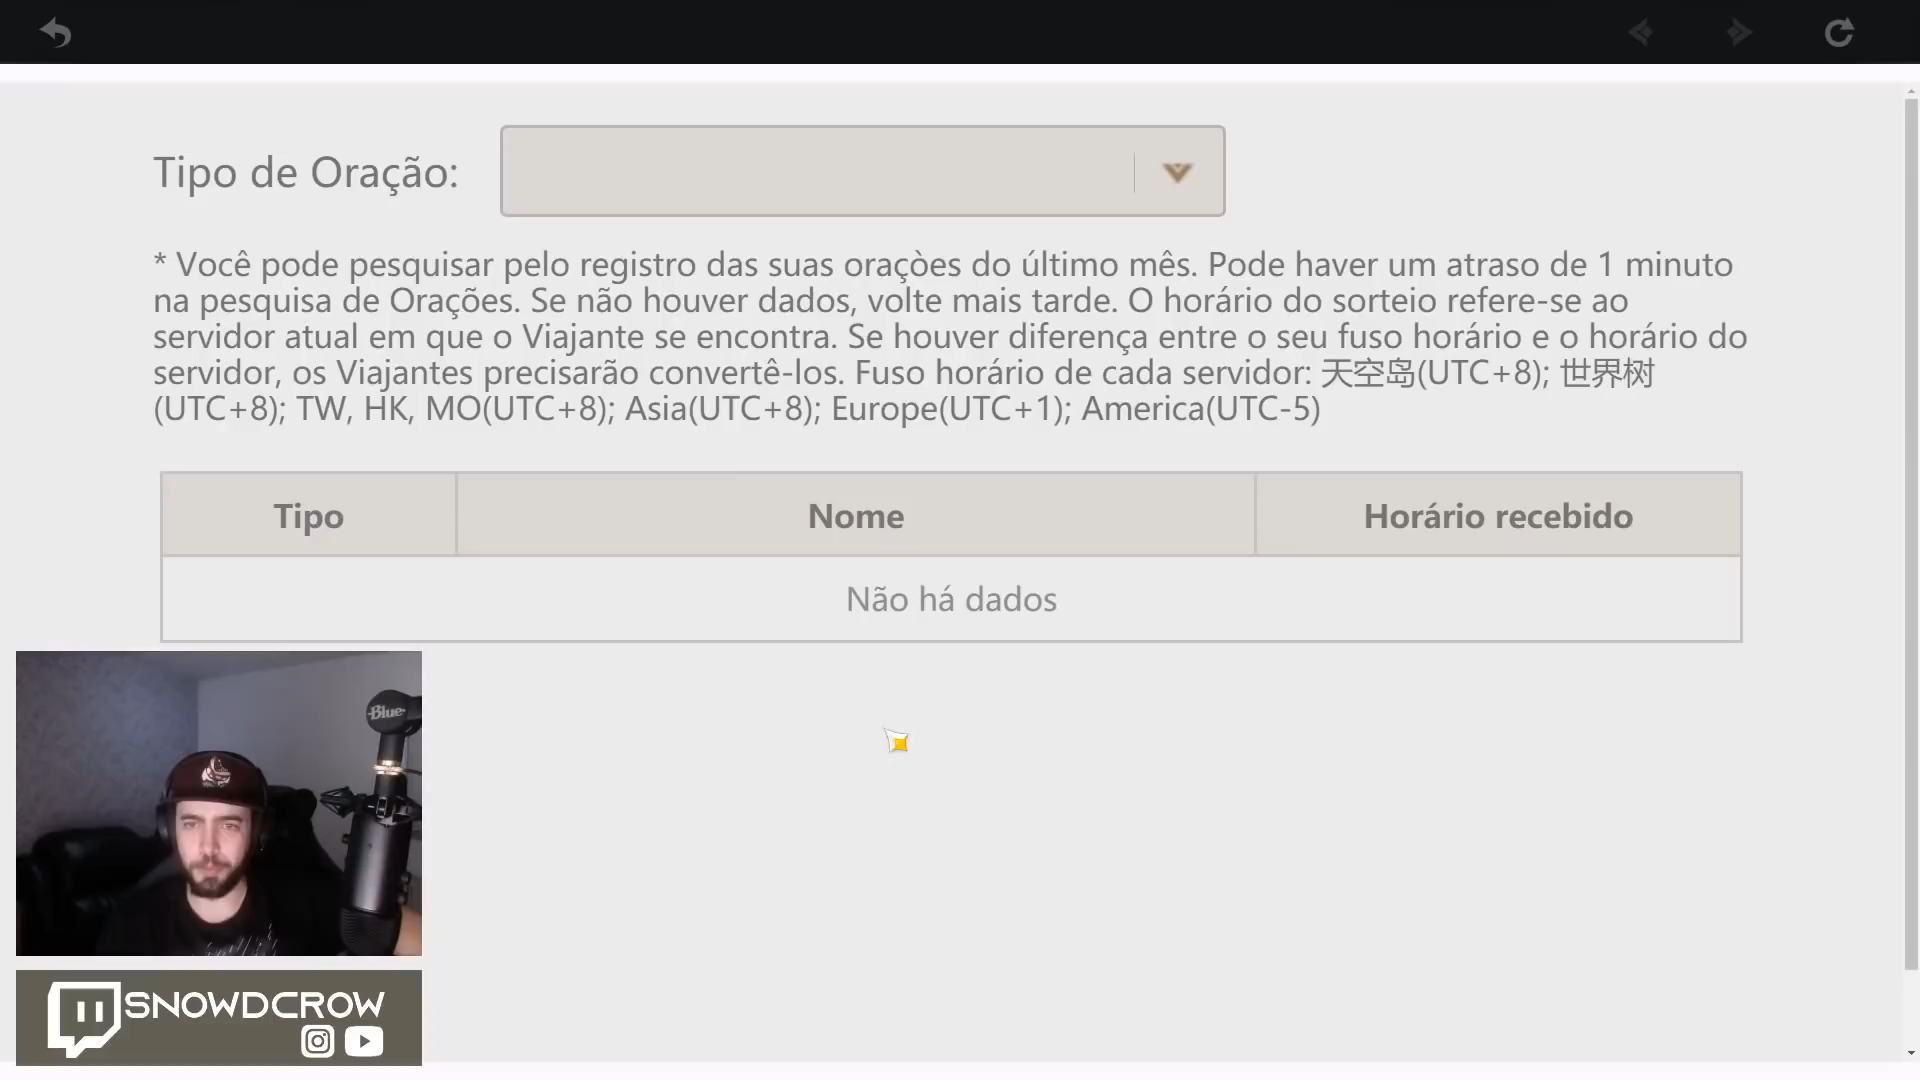 Tipo de Oração:
* Você pode pesquisar pelo registro das suas oraçòes do último mês. Pode haver um atraso de 1 minuto
na pesquisa de Orações. Se não houver dados, volte mais tarde. O horário do sorteio refere-se ao
servidor atual em que o Viajante se encontra. Se houver diferença entre o seu fuso horário e o horário do
servidor, os Viajantes precisarão convertê-los. Fuso horário de cada servidor: 天空岛(UTC+8); 世界树
(UTC+8); TW, HK, MO(UTC+8); Asia(UTC+8); Europe(UTC+1); America(UTC-5)
Tipo Nome Horário recebido
Não há dados
Blue
SNOWDCROW